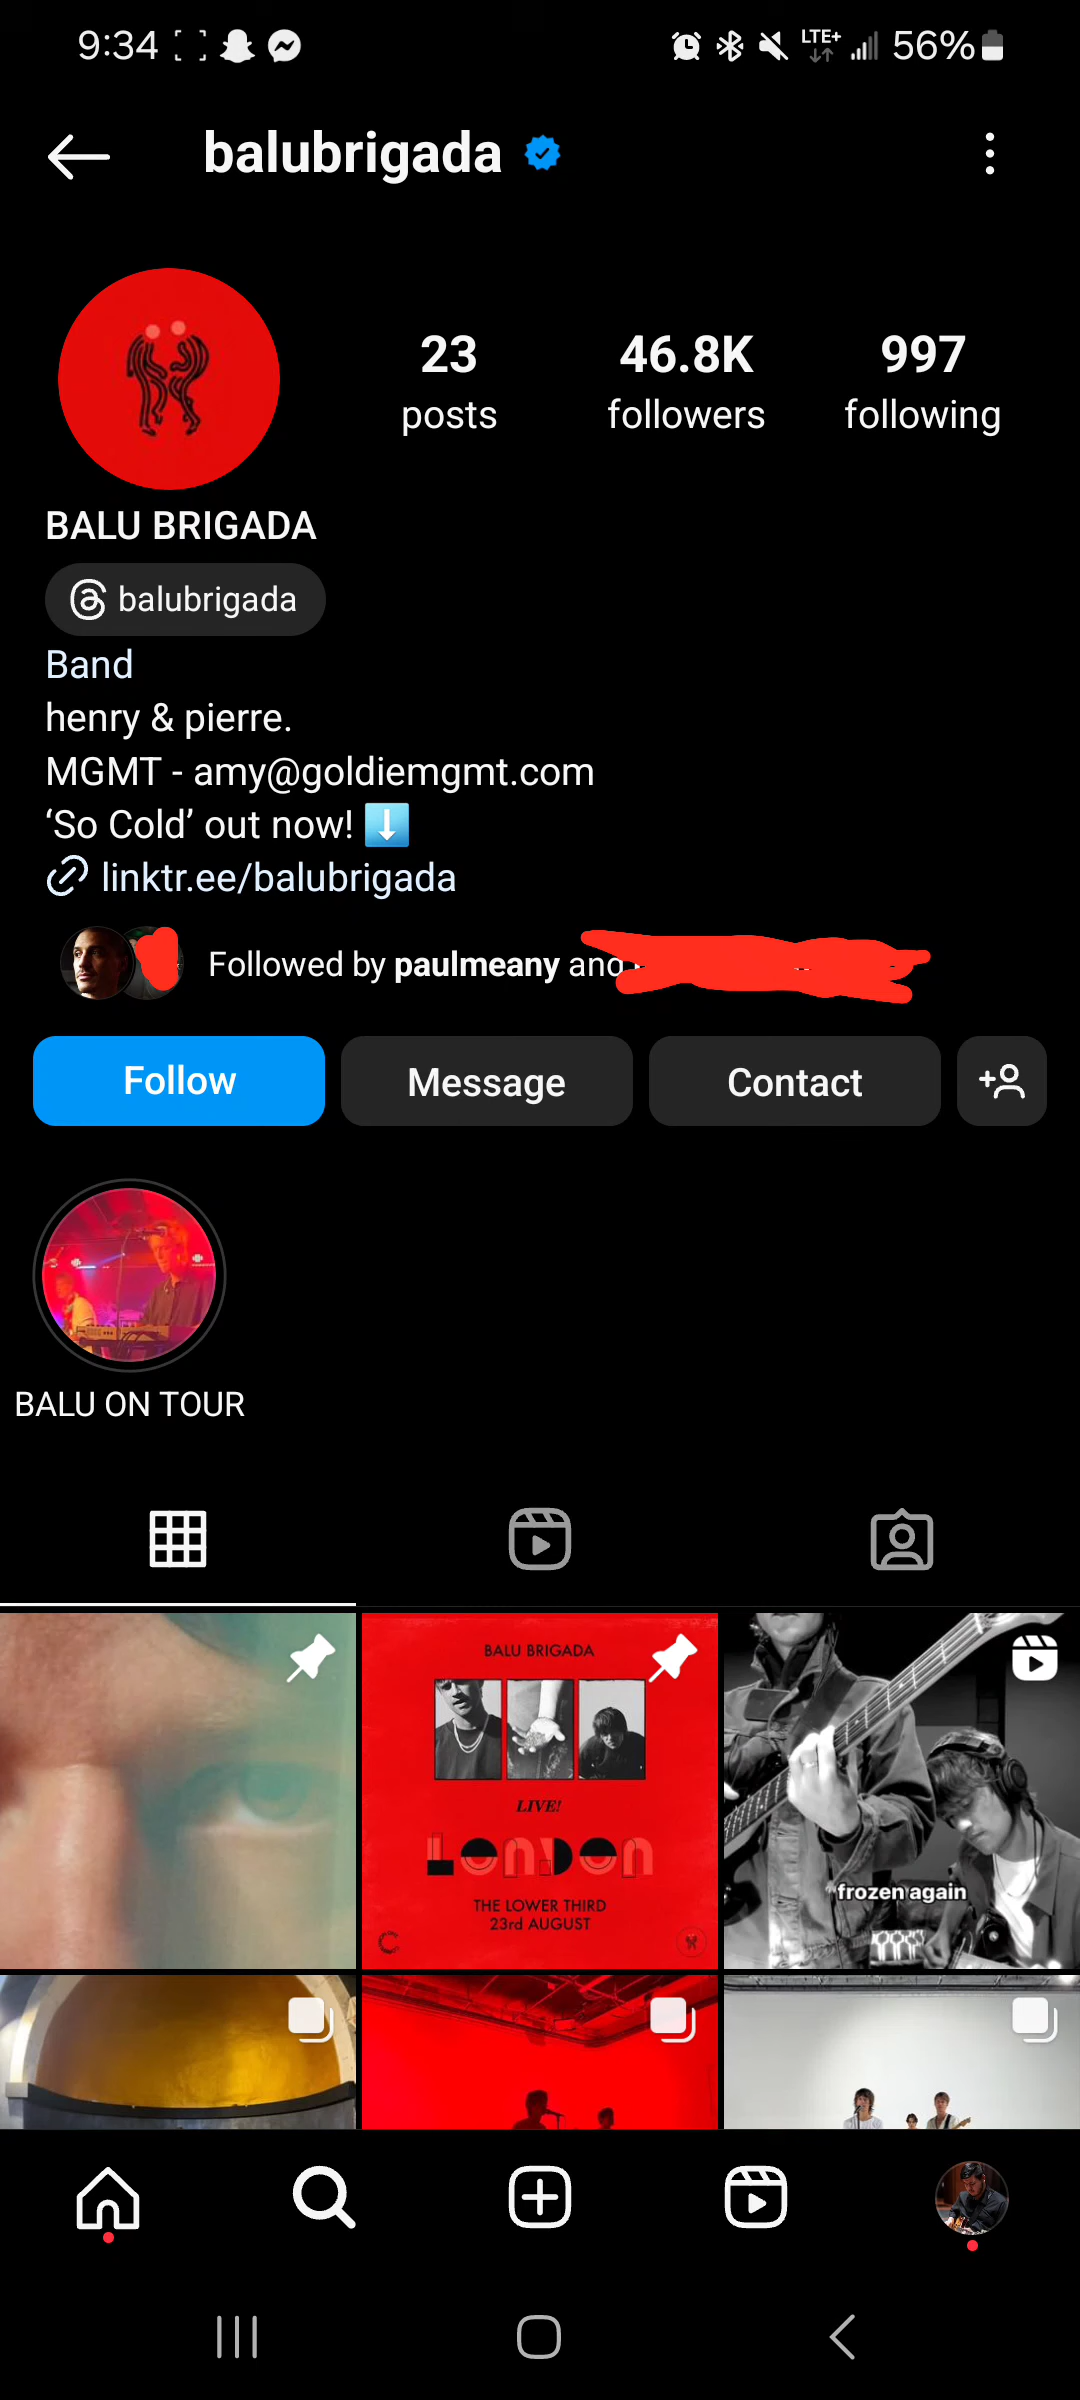 9:34
LTE+
56%
balubrigada
23
posts
46.8K
followers
997
following
BALU BRIGADA
balubrigada
Band
henry & pierre.
MGMT - amy@goldiemgmt.com
‘So Cold’ out now! ⬇️
linktr.ee/balubrigada
Followed by paulmeany and
Follow
Message
Contact
BALU ON TOUR
BALU BRIGADA
LIVE!
LONDON
THE LOWER THIRD
23rd AUGUST
frozen again